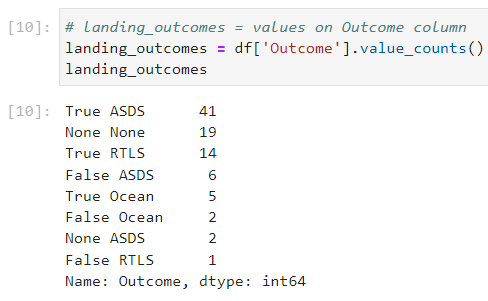 [10]: # landing_outcomes = values on Outcome column
landing_outcomes = df['Outcome'].value_counts()
landing_outcomes
[10]: True ASDS 41
None None 19
True RTLS 14
False ASDS 6
True Ocean 5
False Ocean 2
None ASDS 2
False RTLS 1
Name: Outcome, dtype: int64